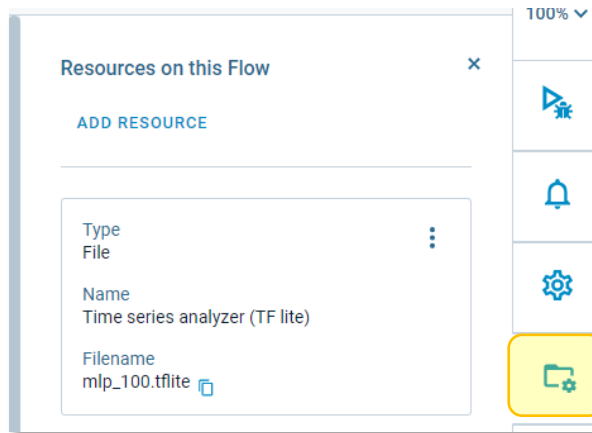 100%
Resources on this Flow
ADD RESOURCE
Type
File
Name
Time series analyzer (TF lite)
Filename
mlp_100.tflite